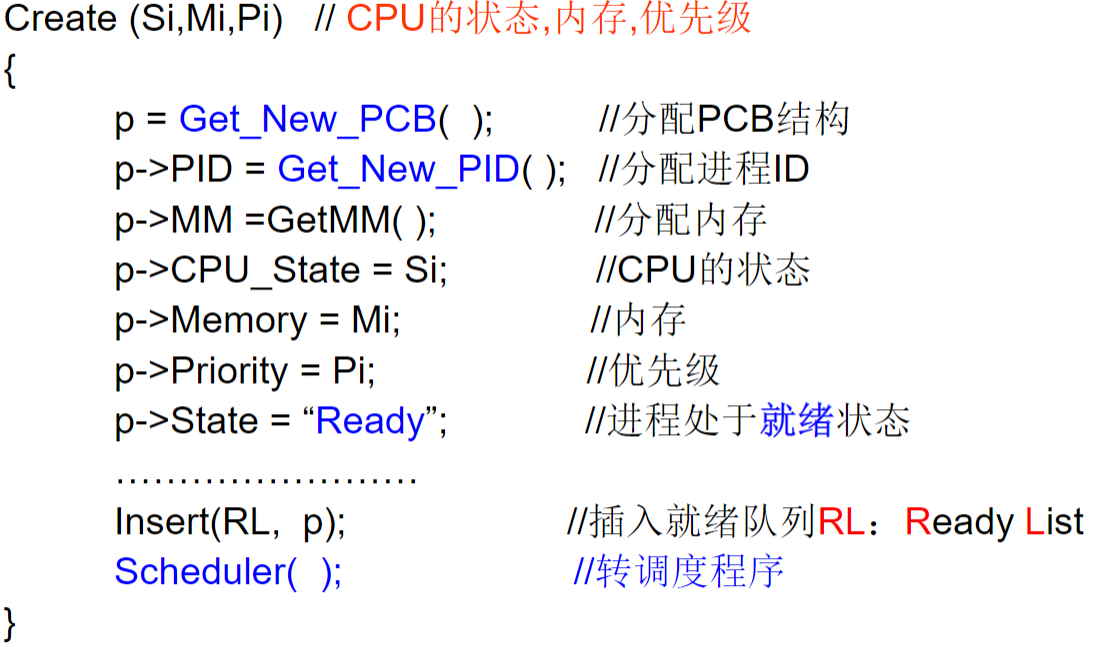 Create (Si,Mi,Pi) // CPU的状态,内存,优先级
{
p = Get_New_PCB( ); //分配PCB结构
p->PID = Get_New_PID( ); //分配进程ID
p->MM =GetMM( ); //分配内存
p->CPU_State = Si; //CPU的状态
p->Memory = Mi; //内存
p->Priority = Pi; //优先级
p->State = “Ready”; //进程处于就绪状态
……………………
Insert(RL, p); //插入就绪队列RL：Ready List
Scheduler( ); //转调度程序
}